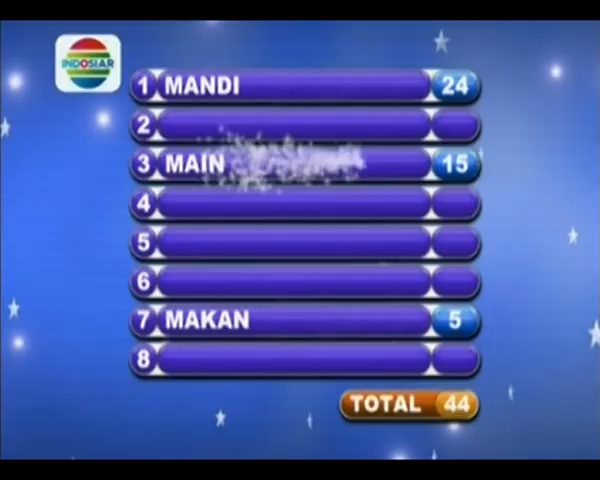 INDOSIAR
1 MANDI 24
2
3 MAIN 15
4
5
6
7 MAKAN 5
8
TOTAL 44